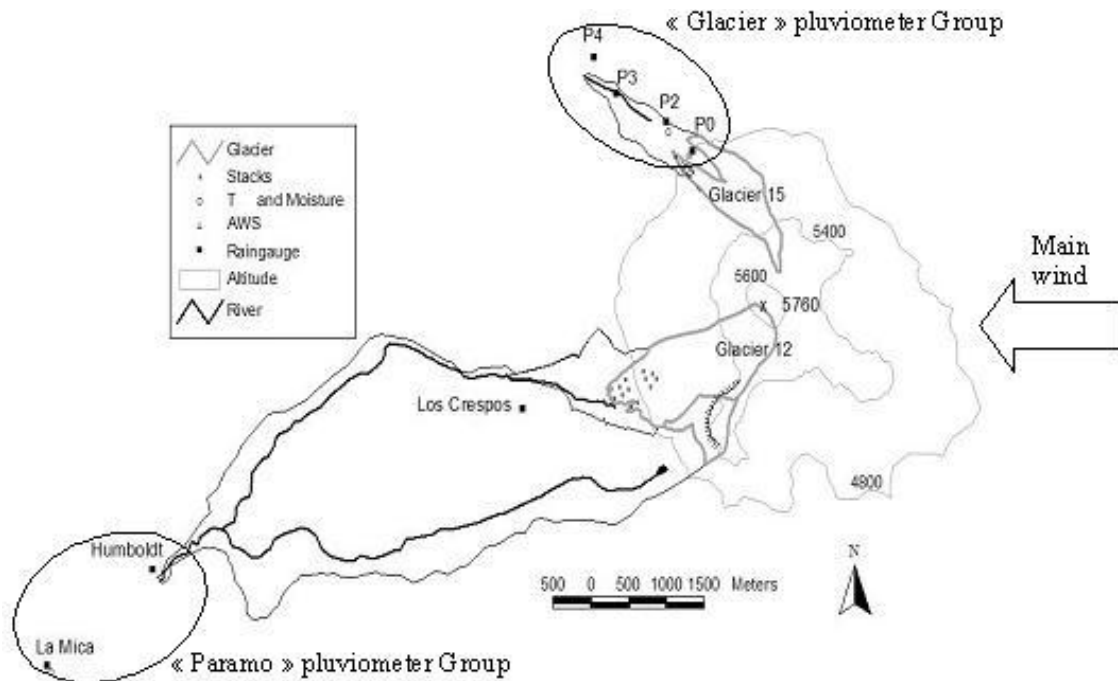 « Glacier » pluviometer Group
P4
P3
P2
P0
Glacier
Stacks
T and Moisture
AWS
Raingauge
Altitude
River
Glacier 15
5400
5600
5760
x
Main
wind
Glacier 12
Los Crespos
4800
Humboldt
N
500 0 500 1000 1500 Meters
La Mica
« Paramo » pluviometer Group